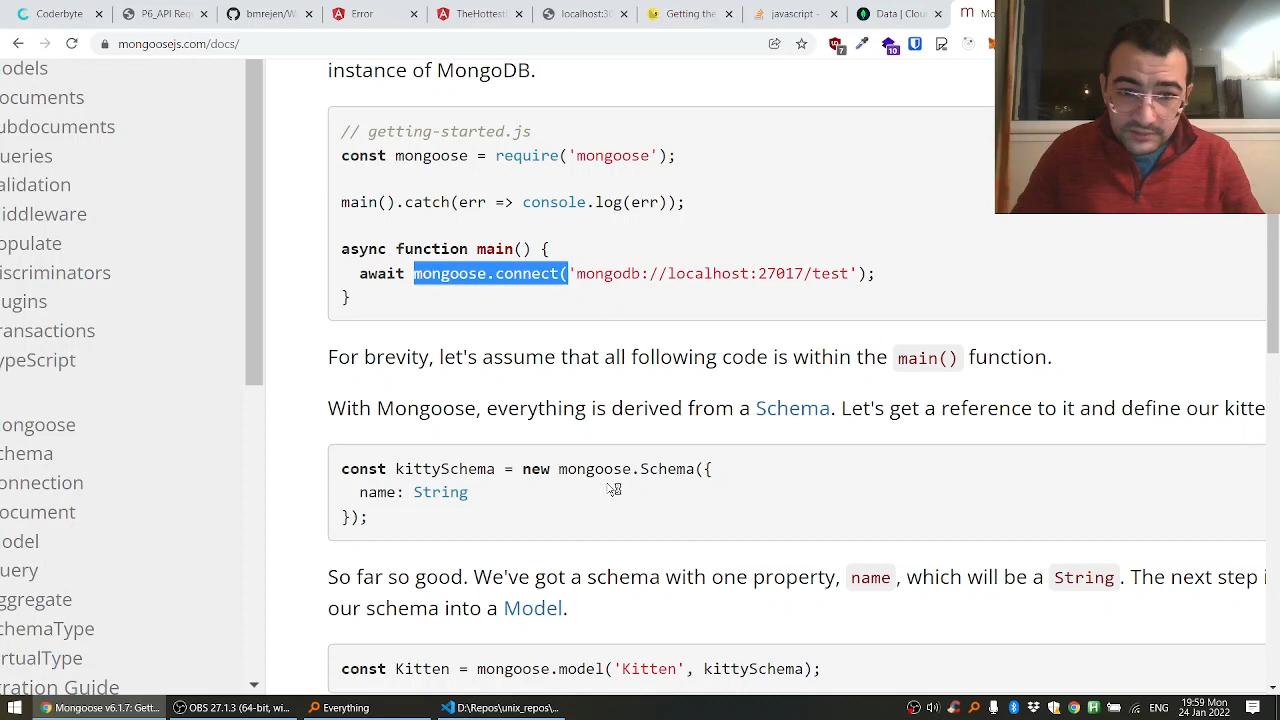 Coderbyte
P6_API Req
bmrejen/W
Error
TheHottest
localhost:30
Getting the
javascript -
Data | Clou
Mo
mongoosejs.com/docs/
7
10
odels
ocuments
ubdocuments
ueries
alidation
iddleware
opulate
iscriminators
lugins
ransactions
ypeScript
ongoose
chema
onnection
ocument
odel
uery
ggregate
chemaType
irtualType
gration Guide
instance of MongoDB.
// getting-started.js
const mongoose = require('mongoose');
main().catch(err => console.log(err));
async function main() {
await mongoose.connect('mongodb://localhost:27017/test');
}
For brevity, let's assume that all following code is within the main() function.
With Mongoose, everything is derived from a Schema. Let's get a reference to it and define our kitte
const kittySchema = new mongoose.Schema({
name: String
});
So far so good. We've got a schema with one property, name, which will be a String. The next step i
our schema into a Model.
const Kitten = mongoose.model('Kitten', kittySchema);
Mongoose v6.1.7: Gett...
OBS 27.1.3 (64-bit, wi...
Everything
D:\Repos\unix_repos\...
ENG
19:59 Mon
24 Jan 2022